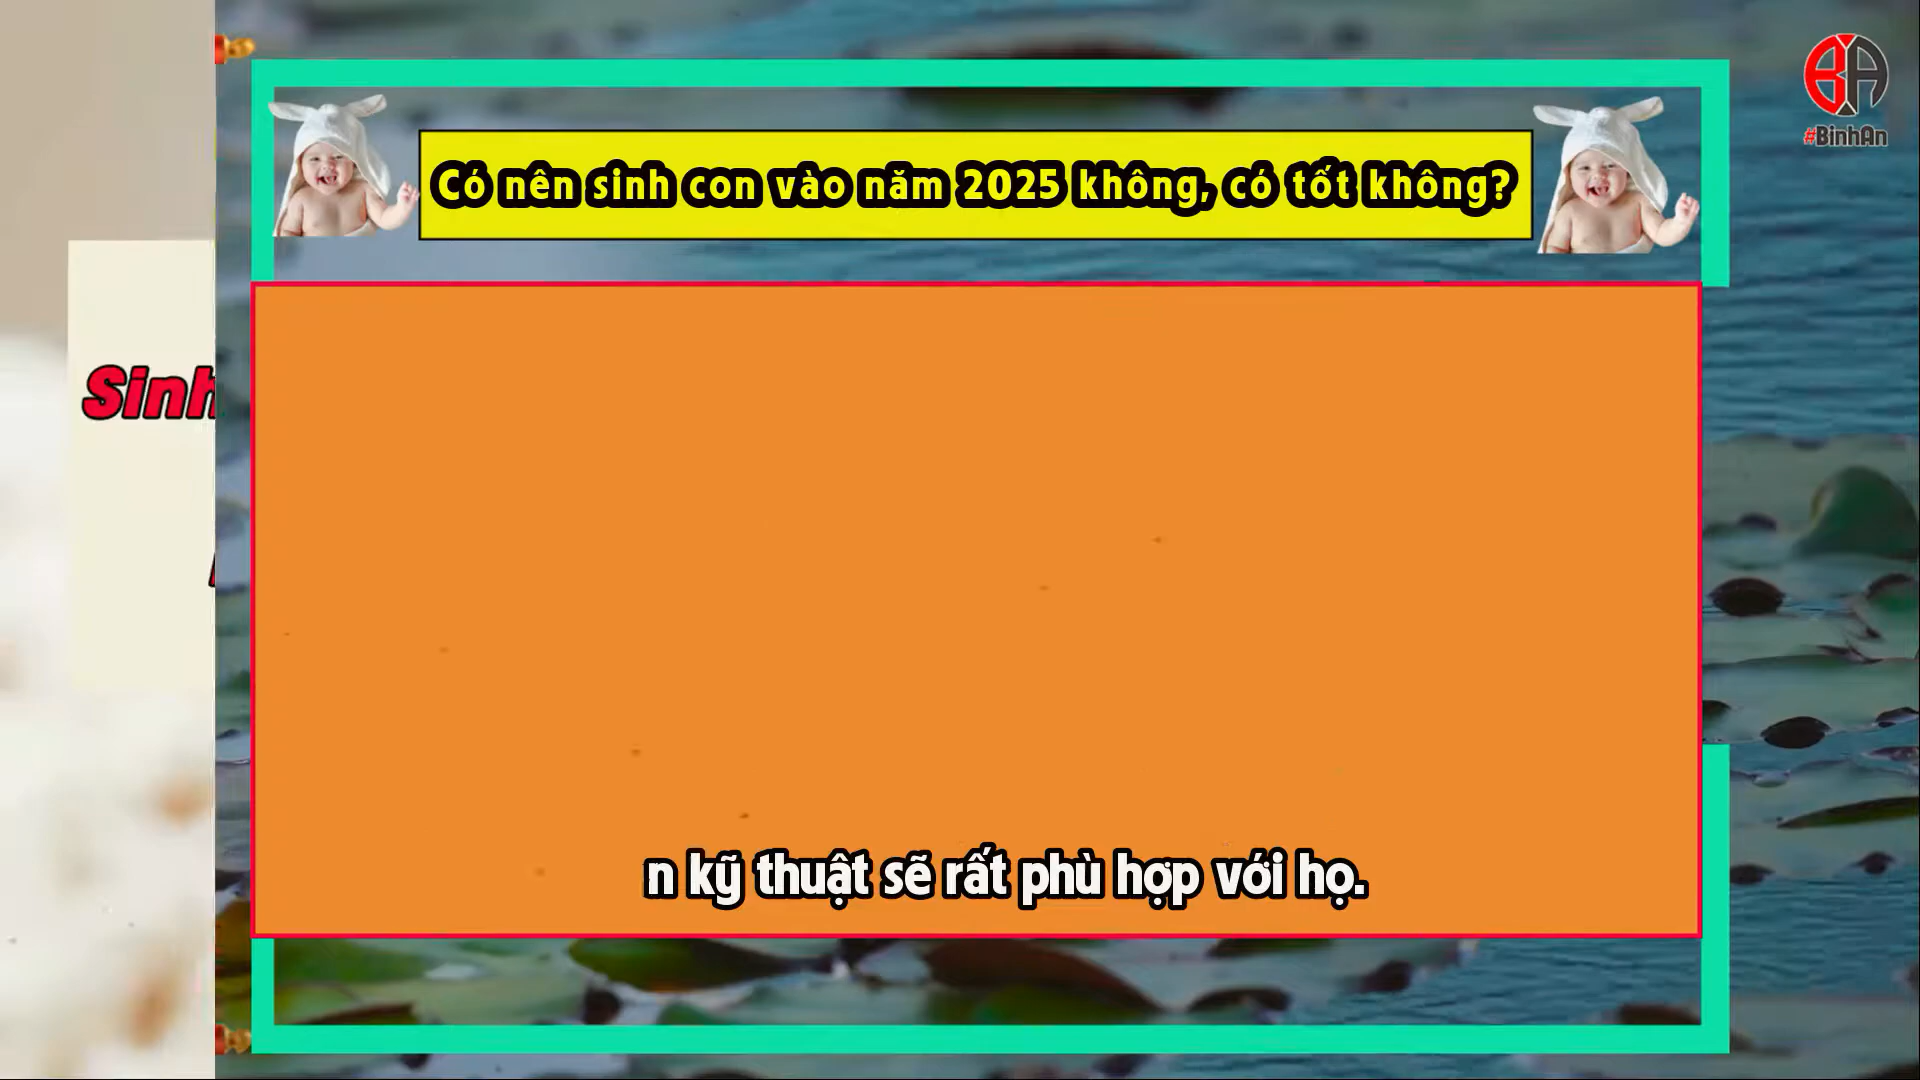 BA
#BinhAn
Có nên sinh con vào năm 2025 không, có tốt không?
Sinh
n kỹ thuật sẽ rất phù hợp với họ.